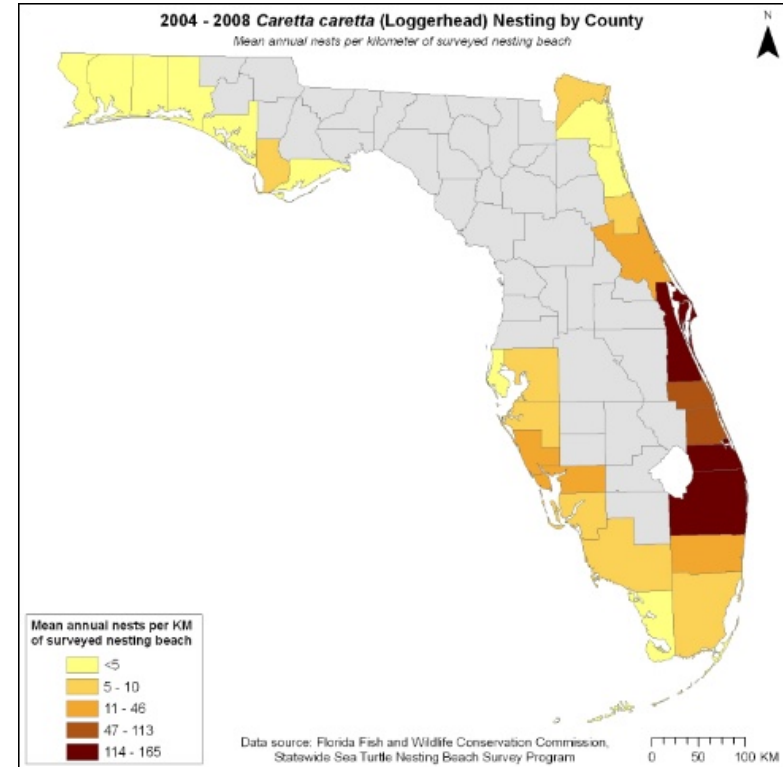 2004 - 2008 Caretta caretta (Loggerhead) Nesting by County
Mean annual nests per kilometer of surveyed nesting beach
N
Mean annual nests per KM
of surveyed nesting beach
<5
5 - 10
11 - 46
47 - 113
114 - 165
Data source: Florida Fish and Wildlife Conservation Commission,
Statewide Sea Turtle Nesting Beach Survey Program
0 50 100 KM